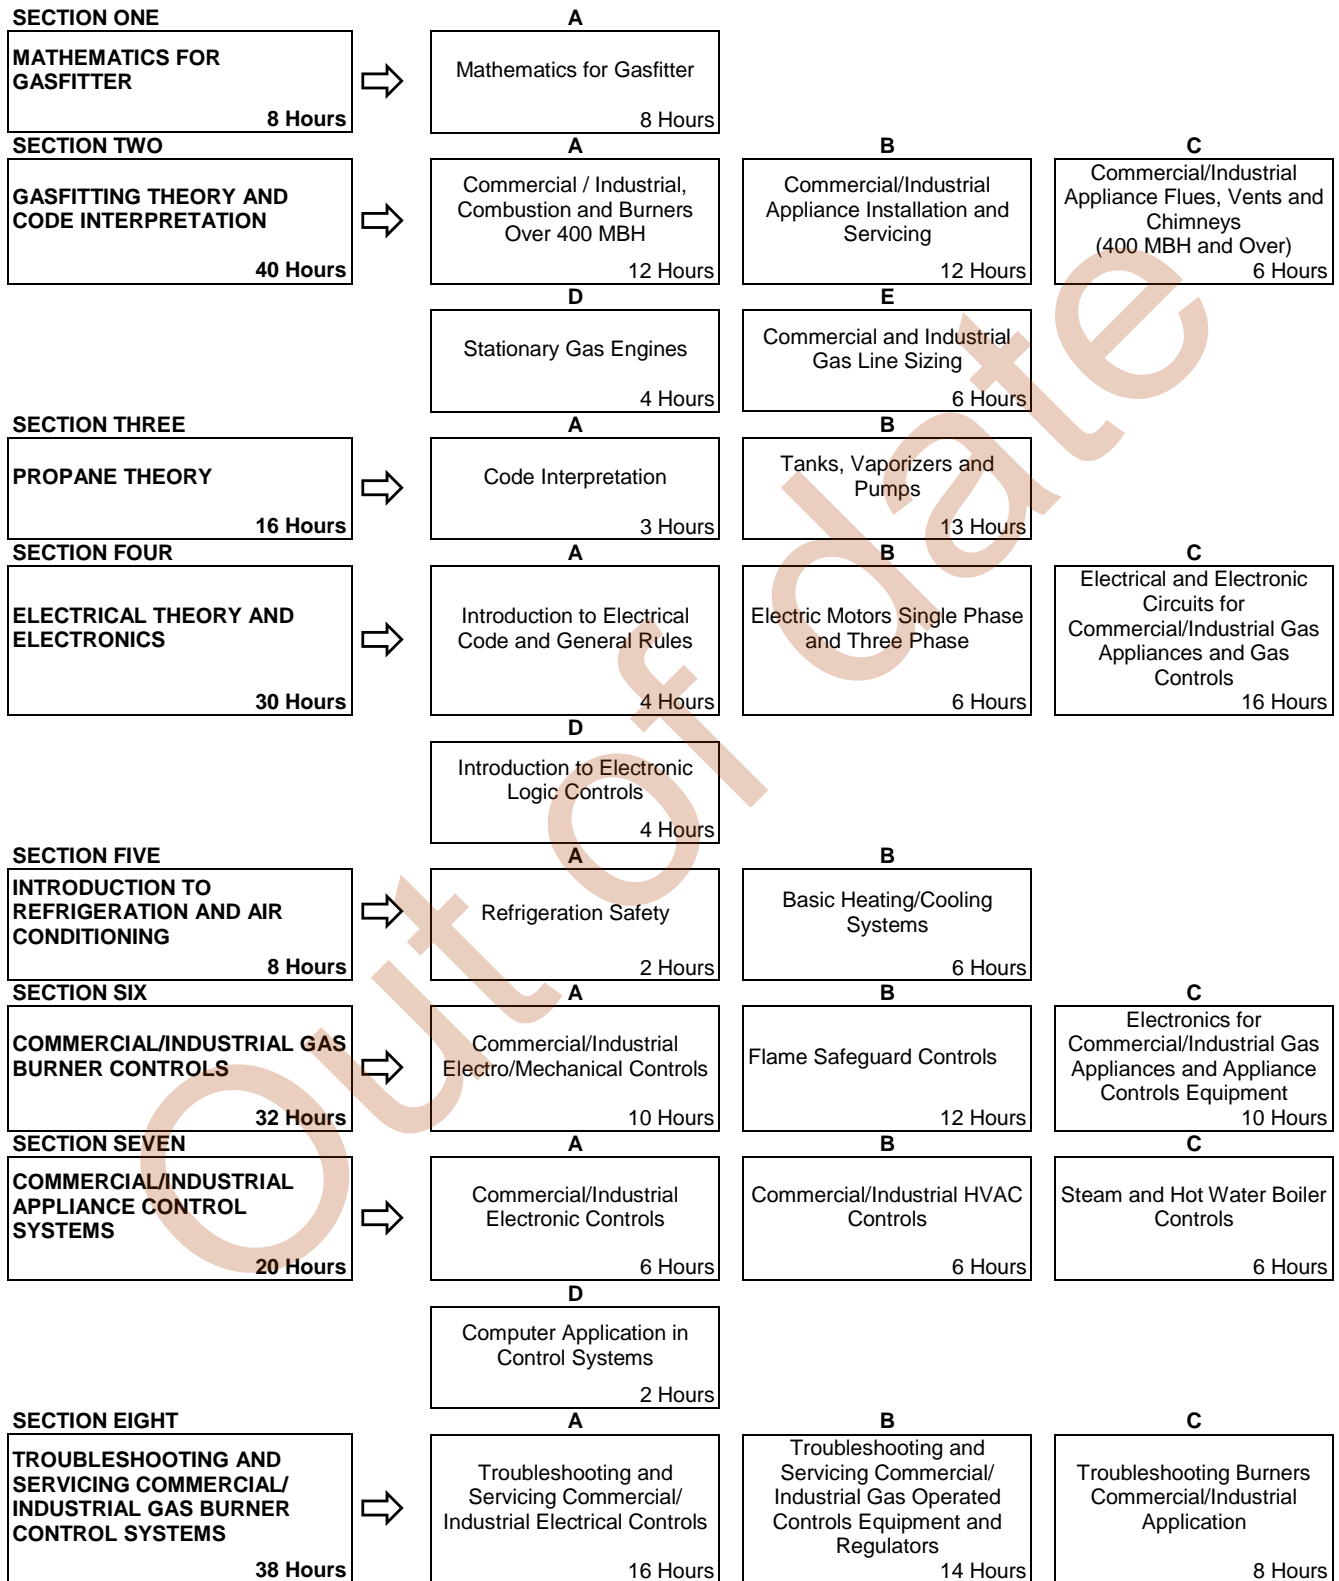 SECTION ONE
A
MATHEMATICS FOR
GASFITTER
8 Hours
Mathematics for Gasfitter
8 Hours
SECTION TWO
A
B
C
GASFITTING THEORY AND
CODE INTERPRETATION
40 Hours
Commercial / Industrial,
Combustion and Burners
Over 400 MBH
12 Hours
Commercial/Industrial
Appliance Installation and
Servicing
12 Hours
Commercial/Industrial
Appliance Flues, Vents and
Chimneys
(400 MBH and Over)
6 Hours
D
E
Stationary Gas Engines
4 Hours
Commercial and Industrial
Gas Line Sizing
6 Hours
SECTION THREE
A
B
PROPANE THEORY
16 Hours
Code Interpretation
3 Hours
Tanks, Vaporizers and
Pumps
13 Hours
SECTION FOUR
A
B
C
ELECTRICAL THEORY AND
ELECTRONICS
30 Hours
Introduction to Electrical
Code and General Rules
4 Hours
Electric Motors Single Phase
and Three Phase
6 Hours
Electrical and Electronic
Circuits for
Commercial/Industrial Gas
Appliances and Gas
Controls
16 Hours
D
Introduction to Electronic
Logic Controls
4 Hours
SECTION FIVE
A
B
INTRODUCTION TO
REFRIGERATION AND AIR
CONDITIONING
8 Hours
Refrigeration Safety
2 Hours
Basic Heating/Cooling
Systems
6 Hours
SECTION SIX
A
B
C
COMMERCIAL/INDUSTRIAL GAS
BURNER CONTROLS
32 Hours
Commercial/Industrial
Electro/Mechanical Controls
10 Hours
Flame Safeguard Controls
12 Hours
Electronics for
Commercial/Industrial Gas
Appliances and Appliance
Controls Equipment
10 Hours
SECTION SEVEN
A
B
C
COMMERCIAL/INDUSTRIAL
APPLIANCE CONTROL
SYSTEMS
20 Hours
Commercial/Industrial
Electronic Controls
6 Hours
Commercial/Industrial HVAC
Controls
6 Hours
Steam and Hot Water Boiler
Controls
6 Hours
D
Computer Application in
Control Systems
2 Hours
SECTION EIGHT
A
B
C
TROUBLESHOOTING AND
SERVICING COMMERCIAL/
INDUSTRIAL GAS BURNER
CONTROL SYSTEMS
38 Hours
Troubleshooting and
Servicing Commercial/
Industrial Electrical Controls
16 Hours
Troubleshooting and
Servicing Commercial/
Industrial Gas Operated
Controls Equipment and
Regulators
14 Hours
Troubleshooting Burners
Commercial/Industrial
Application
8 Hours
Out of date